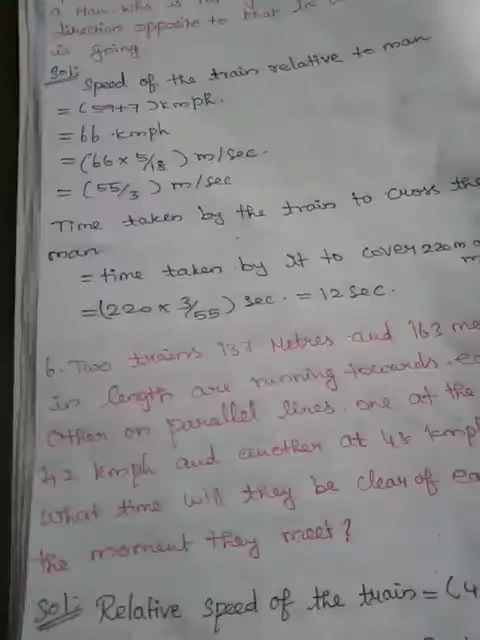 a Man who is
direction opposite to that in
is going
Sol: Speed of the train relative to man
= (59+7) kmph.
= 66 kmph
= (66 × 5/18) m/sec.
= (55/3) m/sec
Time taken by the train to cross the
man
= time taken by it to cover 220m
= (220 × 3/55) sec. = 12 sec.
6. Two trains 137 Metres and 163 me
in length are running towards ea
other on parallel lines, one at the
42 kmph and another at 48 kmph
what time will they be clear of ea
the moment they meet?
Sol: Relative speed of the train = (4